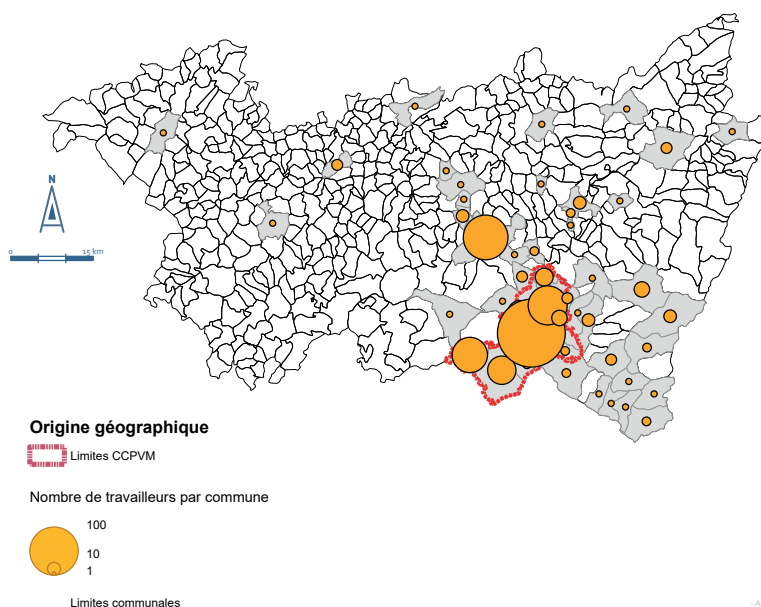 N
0 15 km
Origine géographique
Limites CCPVM
Nombre de travailleurs par commune
100
10
1
Limites communales
- A